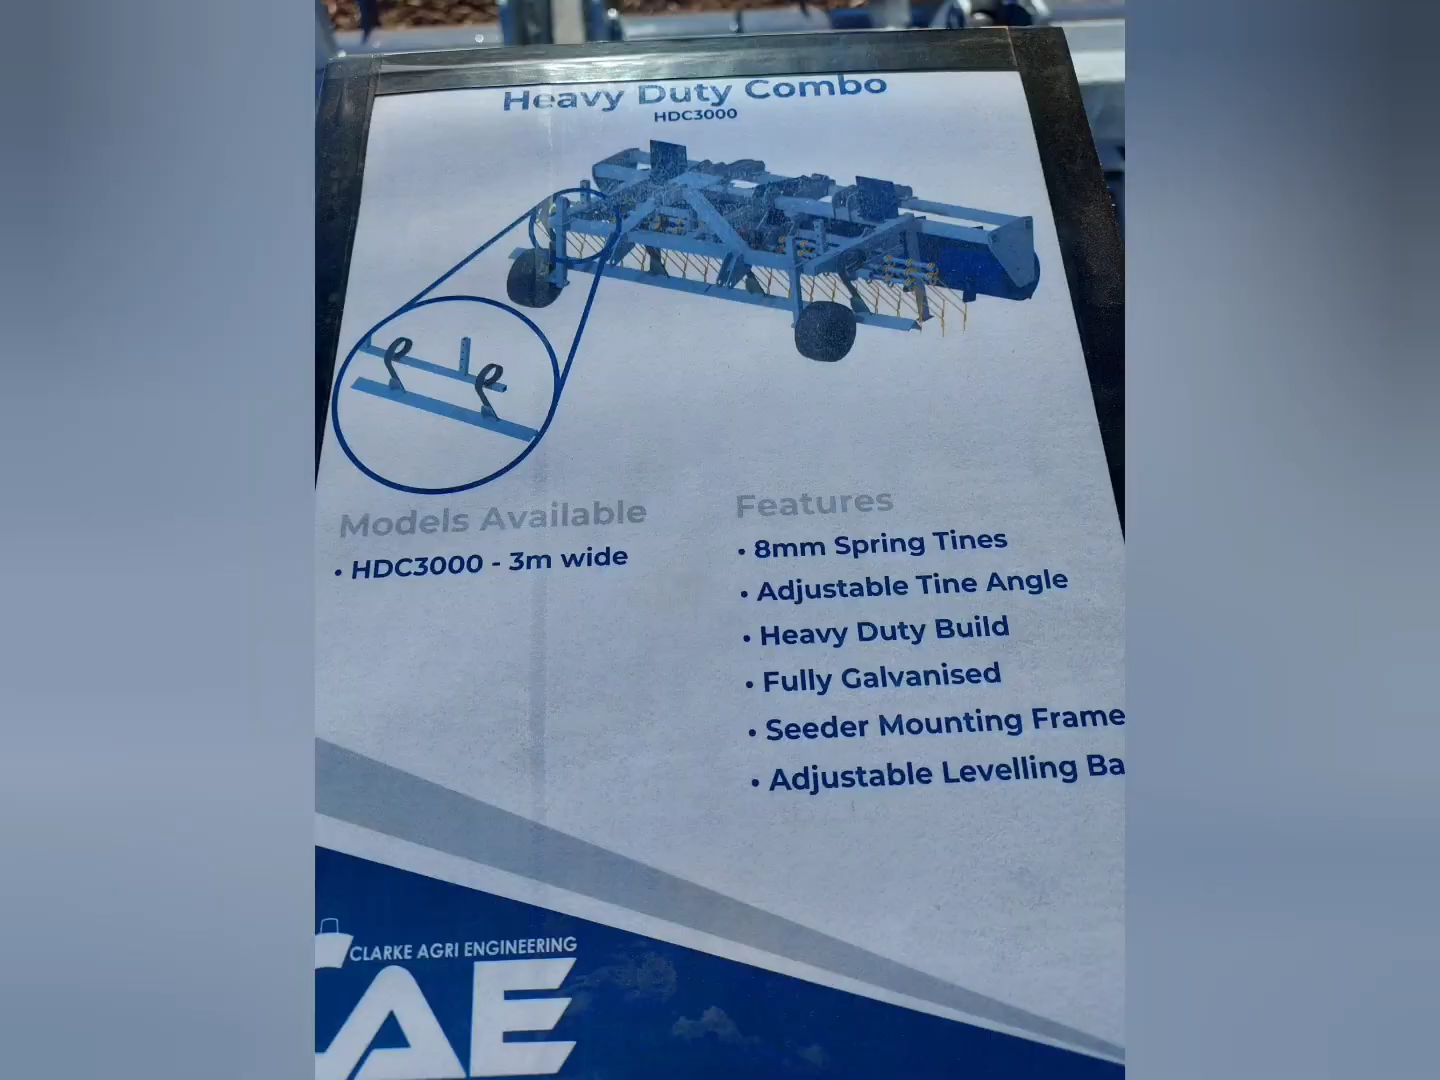 Heavy Duty Combo
HDC3000
Models Available
• HDC3000 - 3m wide
Features
• 8mm Spring Tines
• Adjustable Tine Angle
• Heavy Duty Build
• Fully Galvanised
• Seeder Mounting Frame
• Adjustable Levelling Ba
CLARKE AGRI ENGINEERING
CAE